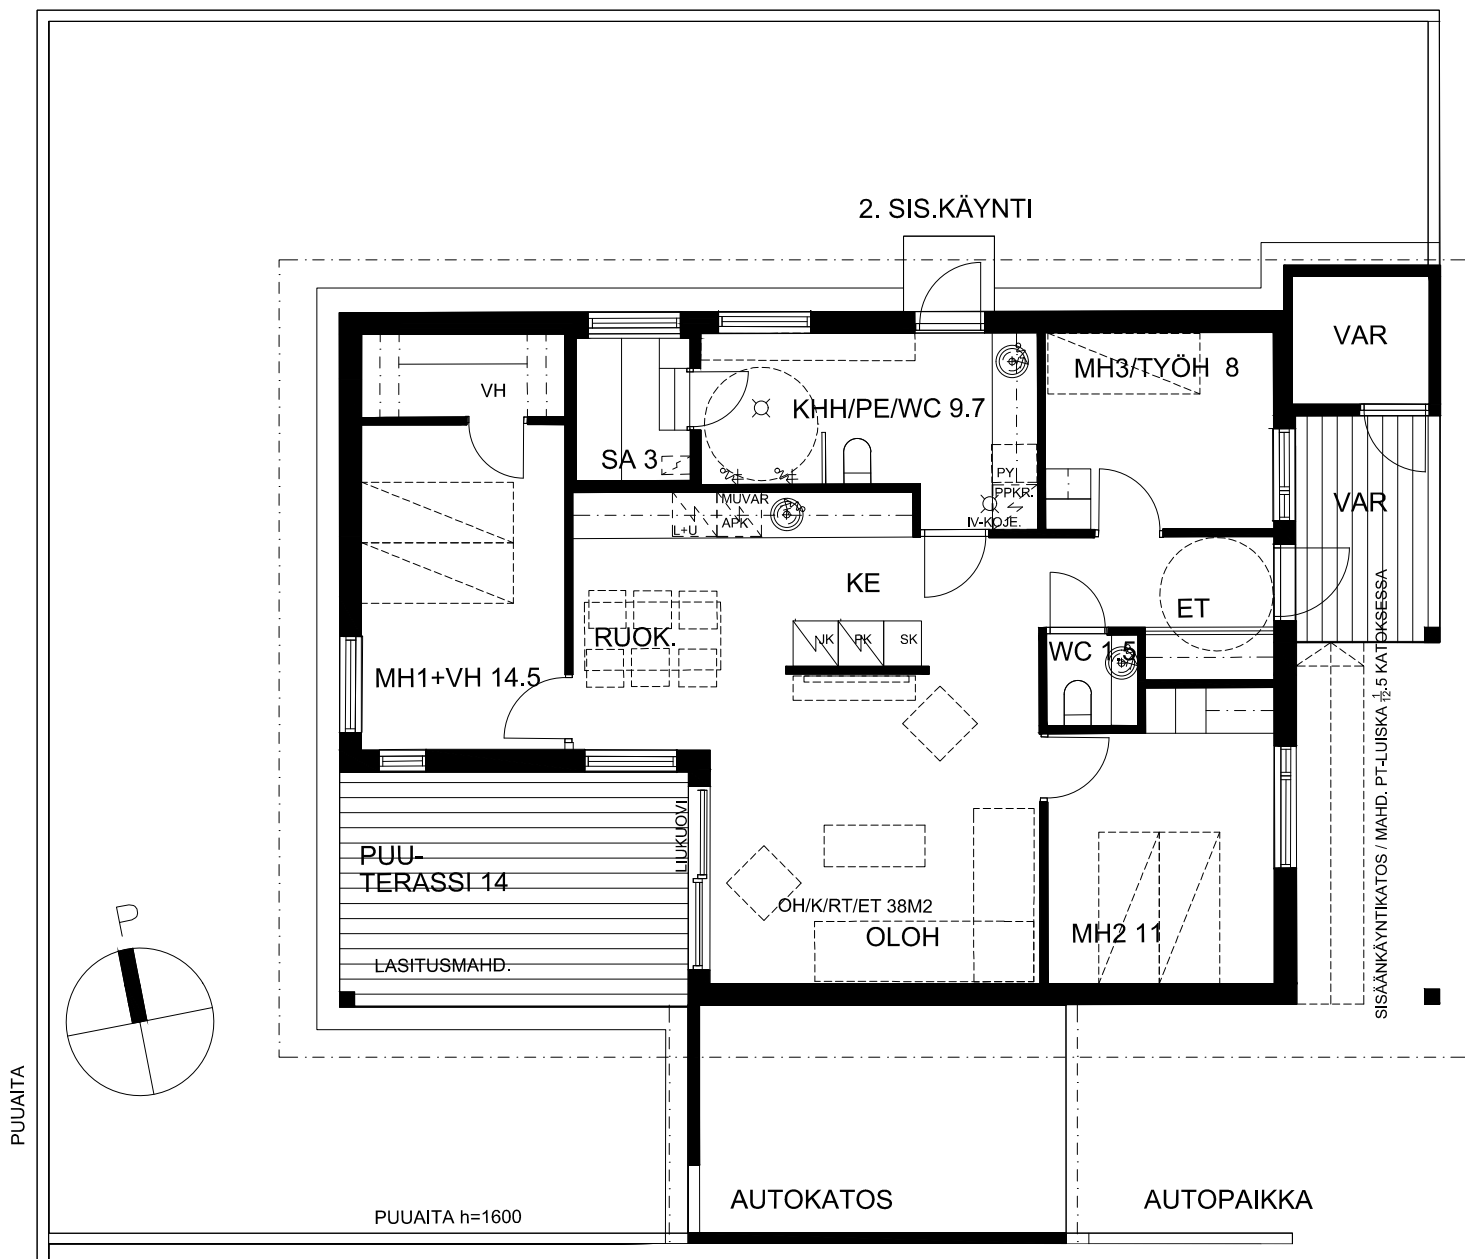 2. SIS.KÄYNTI
VAR
MH3/TYÖH 8
VH
KHH/PE/WC 9.7
SA 3
PY
PPKR.
MUVAR
APK
L+U
IV-KOJE.
VAR
KE
ET
RUOK.
JK
PK
SK
WC 1,5
MH1+VH 14.5
SISÄÄNKÄYNTIKATOS / MAHD. PT-LUISKA 1/12.5 KATOKSESSA
LIUKUOVI
PUU-
TERASSI 14
OH/K/RT/ET 38M2
OLOH
MH2 11
P
LASITUSMAHD.
PUUAITA
AUTOKATOS
AUTOPAIKKA
PUUAITA h=1600